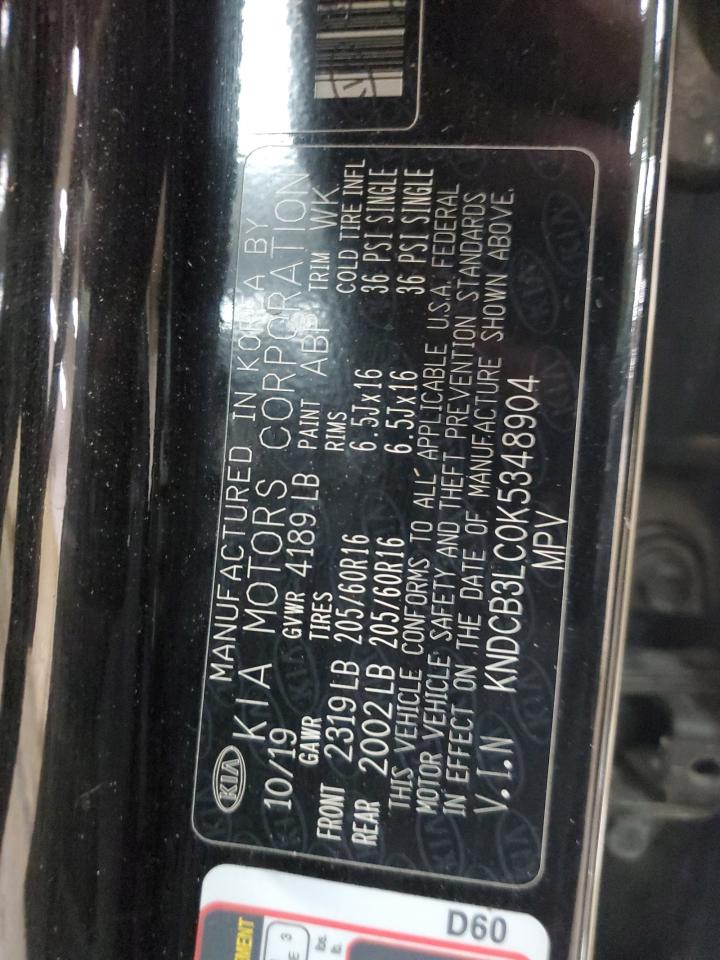 KIA
MANUFACTURED IN KOREA BY
KIA MOTORS CORPORATION
10/19 GVWR 4189 LB PAINT ABP TRIM WK
GAWR TIRES RIMS COLD TIRE INFL
FRONT 2319 LB 205/60R16 6.5Jx16 36 PSI SINGLE
REAR 2002 LB 205/60R16 6.5Jx16 36 PSI SINGLE
THIS VEHICLE CONFORMS TO ALL APPLICABLE U.S.A. FEDERAL
MOTOR VEHICLE SAFETY AND THEFT PREVENTION STANDARDS
IN EFFECT ON THE DATE OF MANUFACTURE SHOWN ABOVE.
V.I.N KNDCB3LC0K5348904
MPV
D60